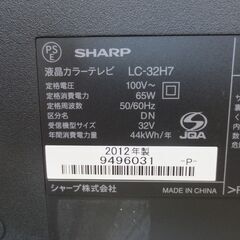 PS
E
SHARP
液晶カラーテレビ LC-32H7
定格電圧 100V~
定格消費電力 65W
定格周波数 50/60Hz
区分名 DN
受信機型サイズ 32V
年間消費電力量 44kWh/年
JQA
2012年製
9496031 -P-
シャープ株式会社 MADE IN CHINA